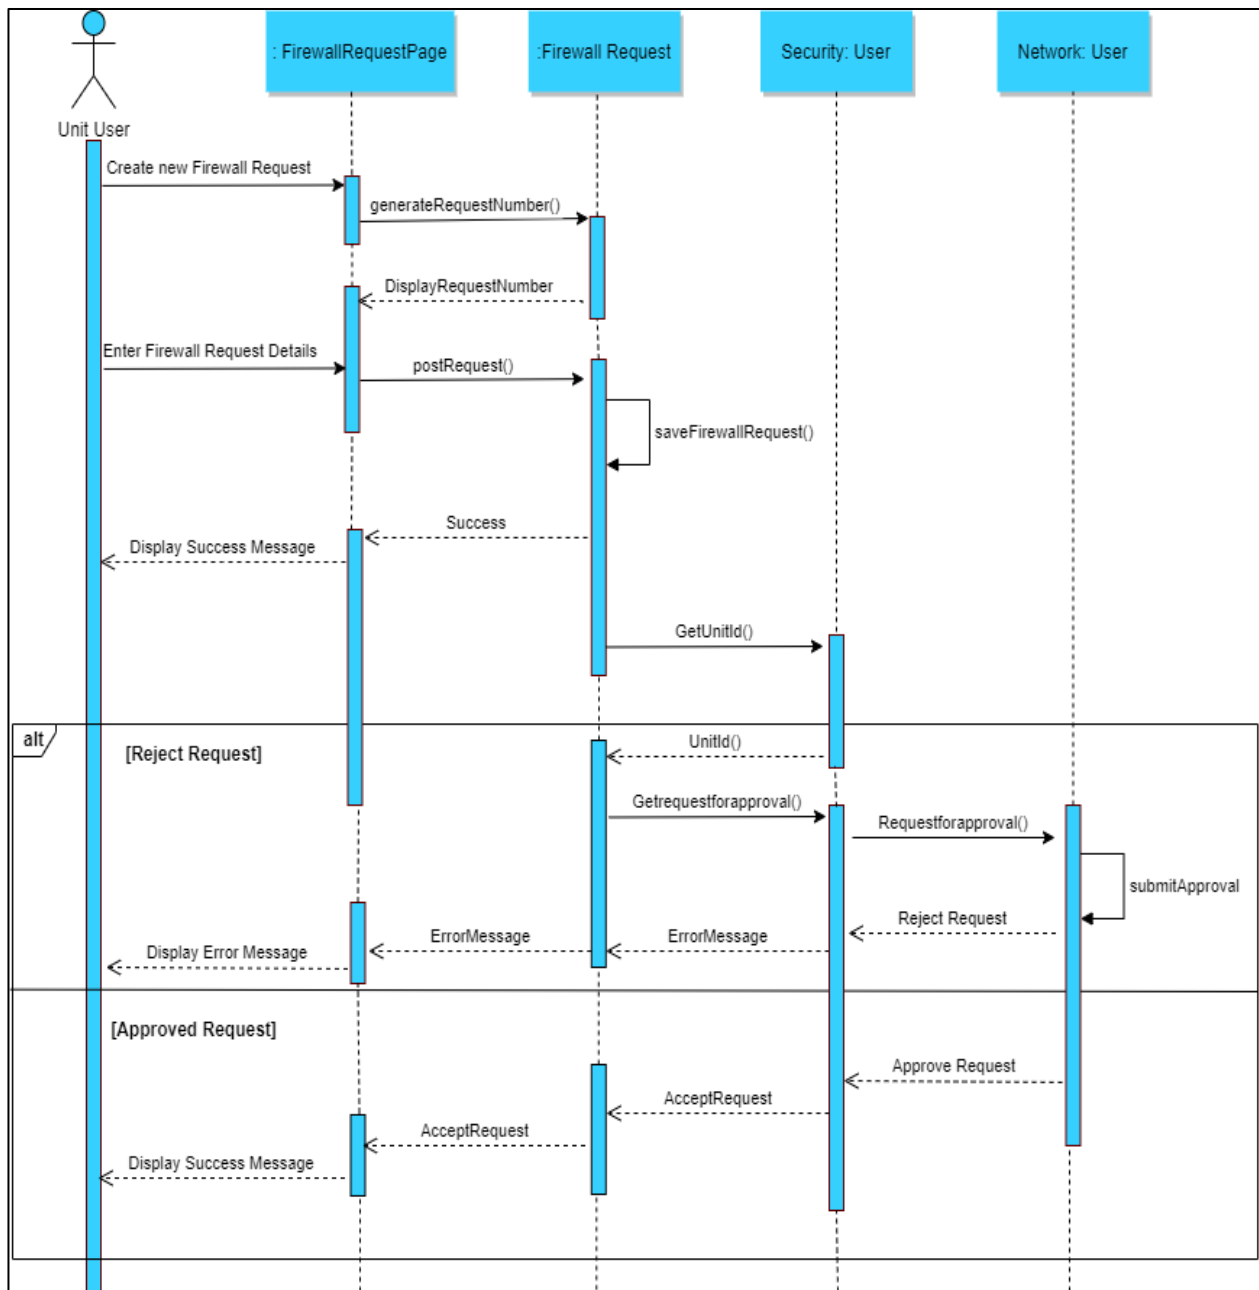 : FirewallRequestPage
:Firewall Request
Security: User
Network: User
Unit User
Create new Firewall Request
generateRequestNumber()
DisplayRequestNumber
Enter Firewall Request Details
postRequest()
saveFirewallRequest()
Success
Display Success Message
GetUnitId()
alt
[Reject Request]
UnitId()
Getrequestforapproval()
Requestforapproval()
submitApproval
Reject Request
ErrorMessage
ErrorMessage
Display Error Message
[Approved Request]
Approve Request
AcceptRequest
AcceptRequest
Display Success Message